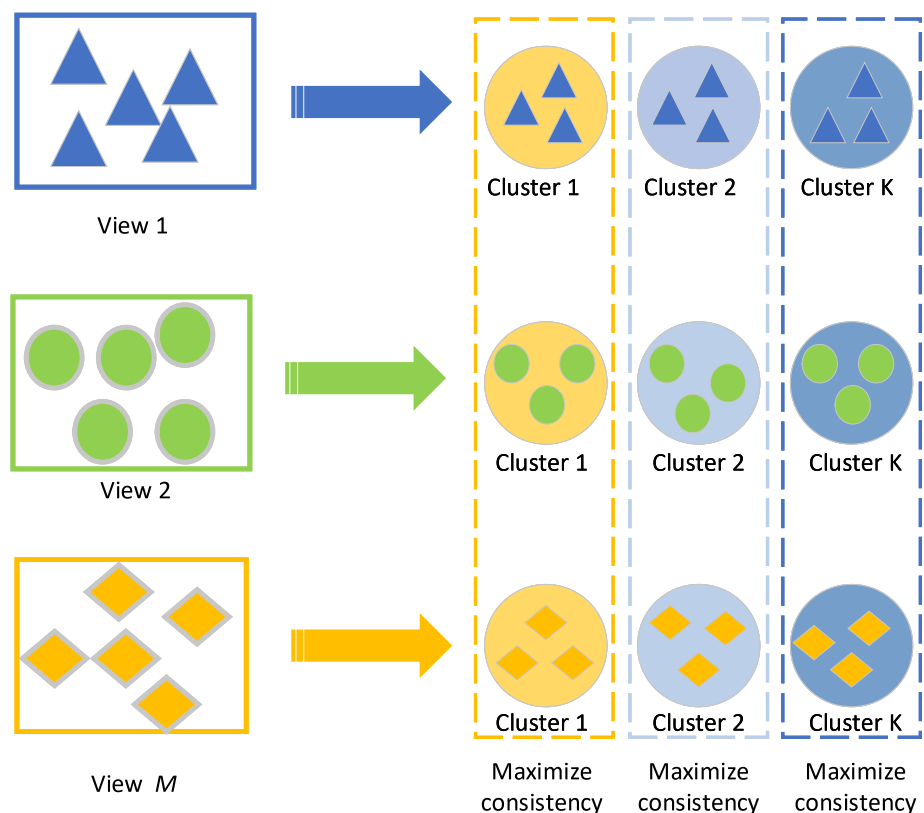 Cluster 1
Cluster 2
Cluster K
View 1
Cluster 1
Cluster 2
Cluster K
View 2
Cluster 1
Cluster 2
Cluster K
View M
Maximize
consistency
Maximize
consistency
Maximize
consistency